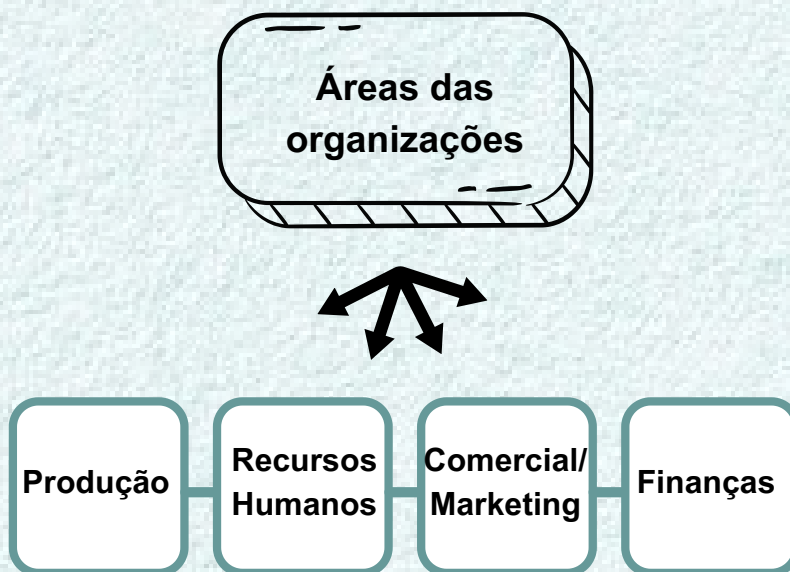 Áreas das
organizações
Produção
Recursos
Humanos
Comercial/
Marketing
Finanças